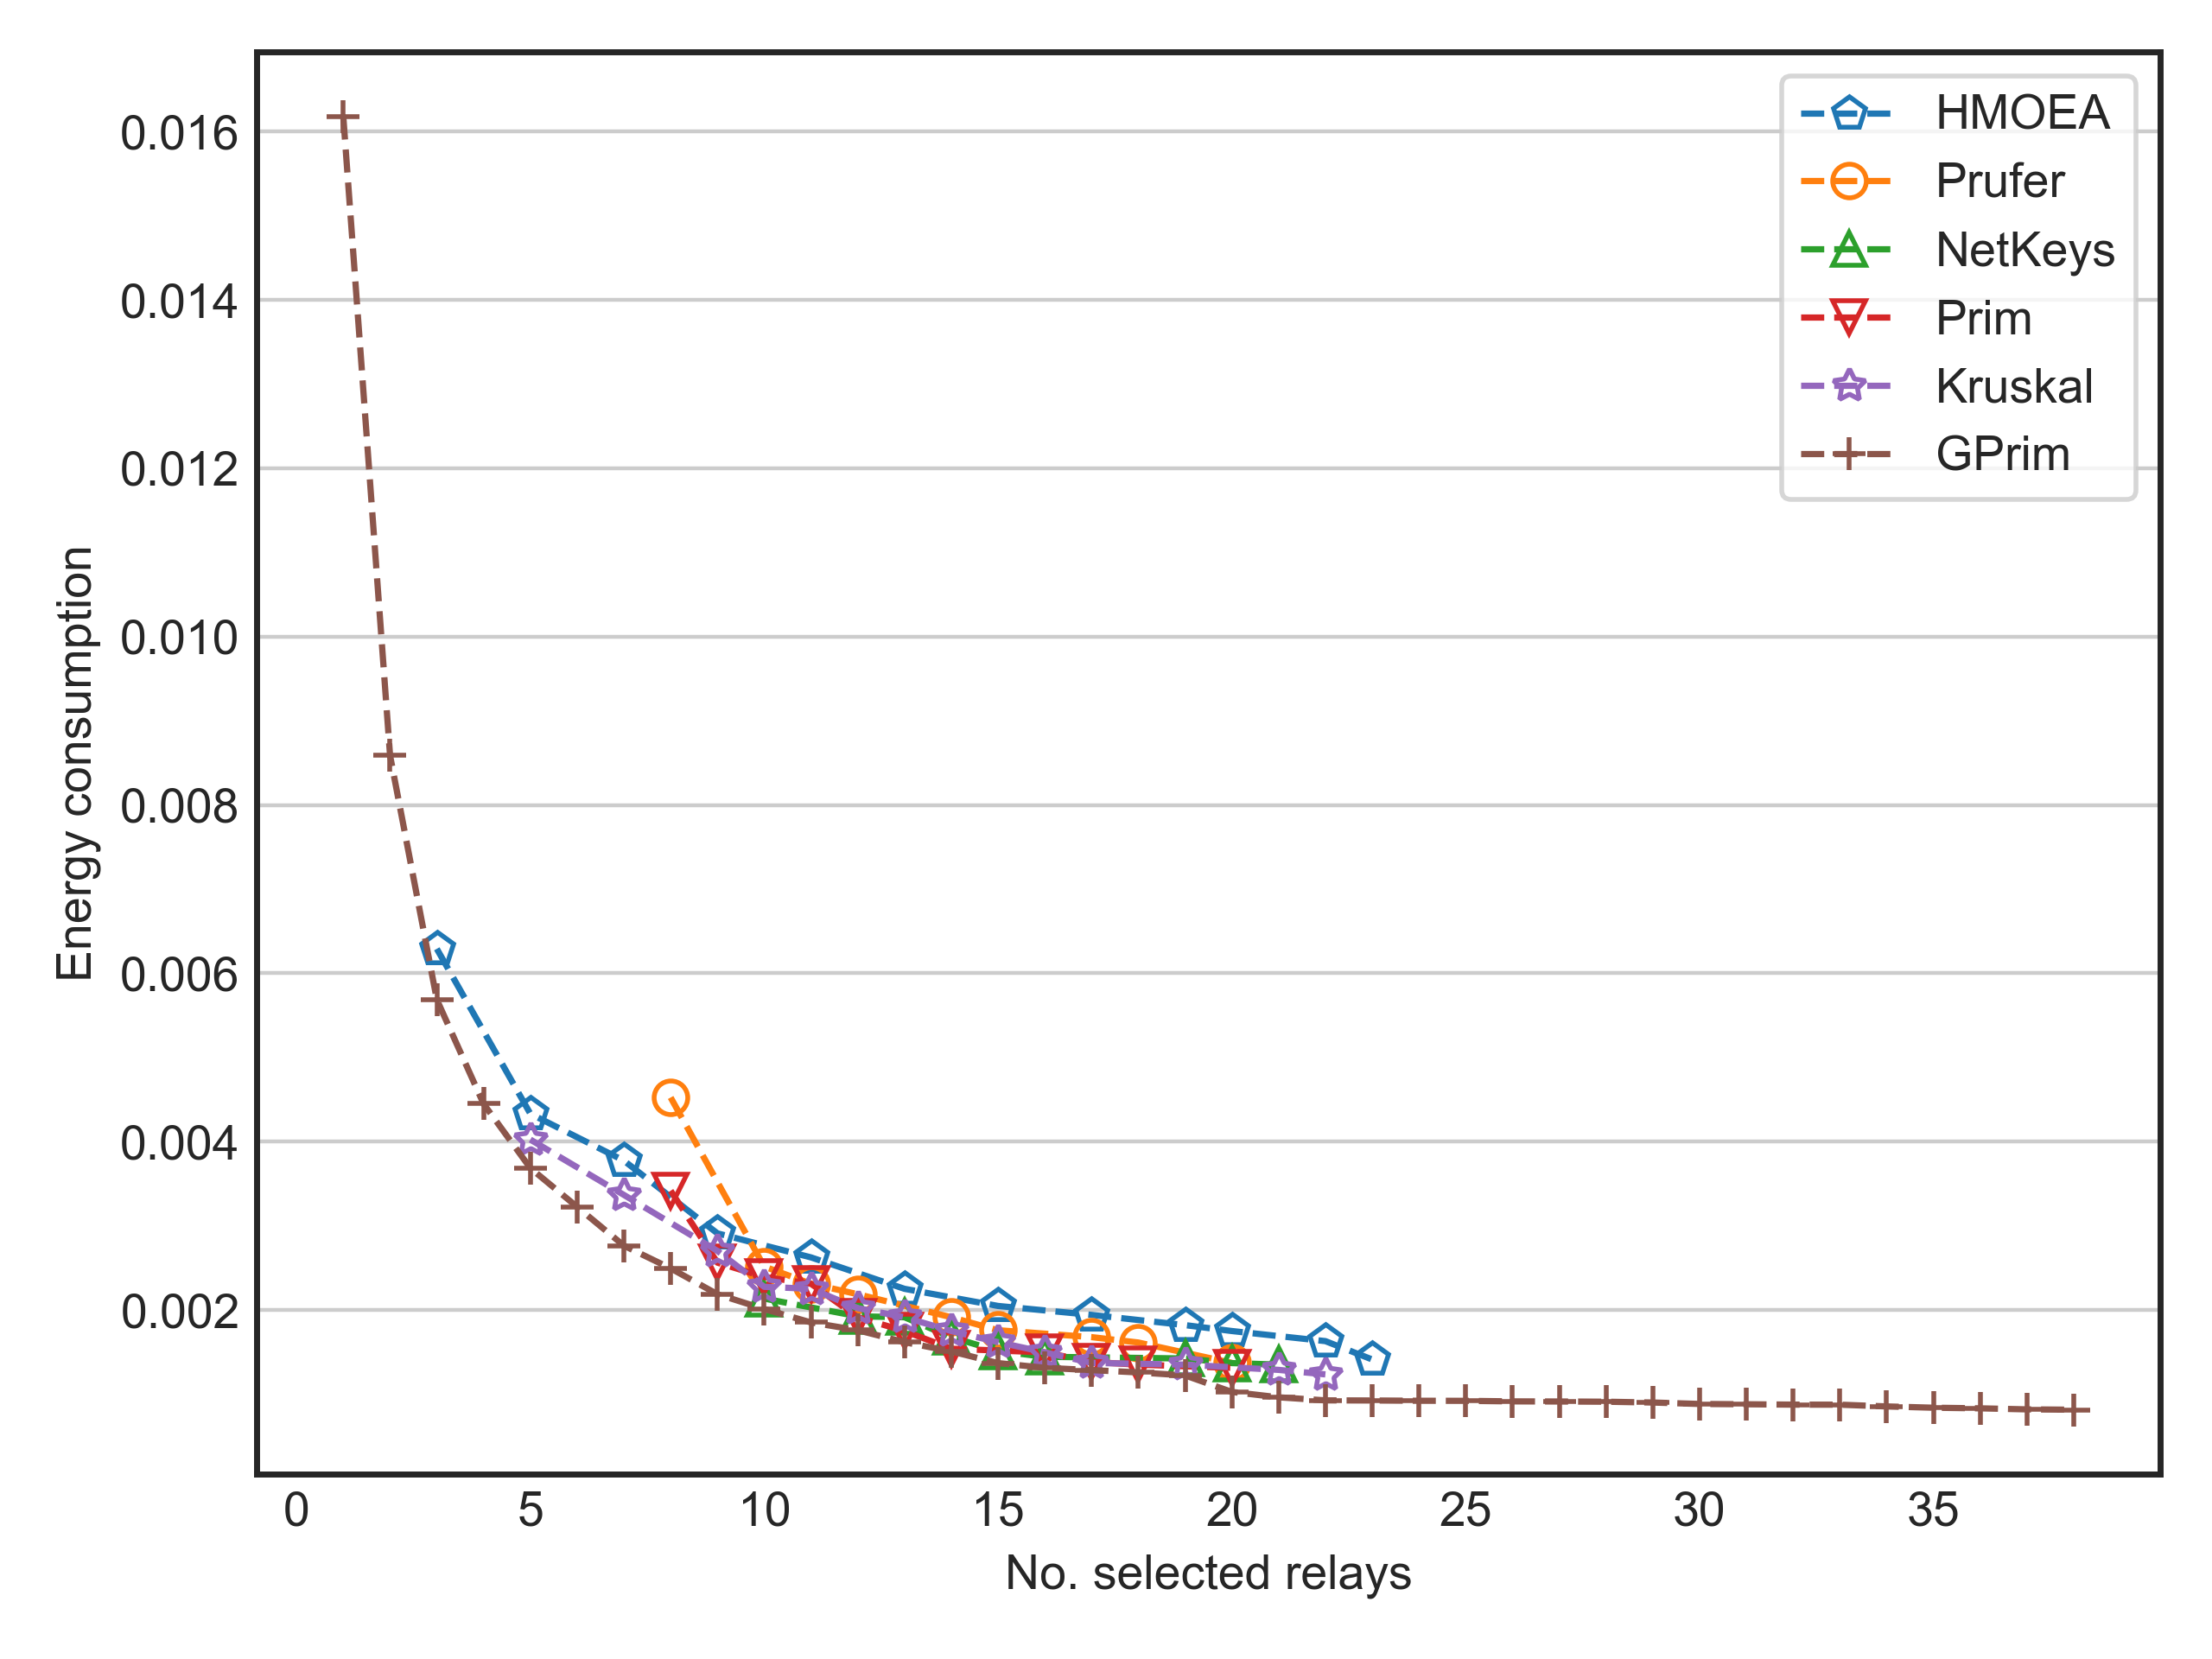 HMOEA
Prufer
NetKeys
Prim
Kruskal
GPrim
Energy consumption
0.016
0.014
0.012
0.010
0.008
0.006
0.004
0.002
0 5 10 15 20 25 30 35
No. selected relays